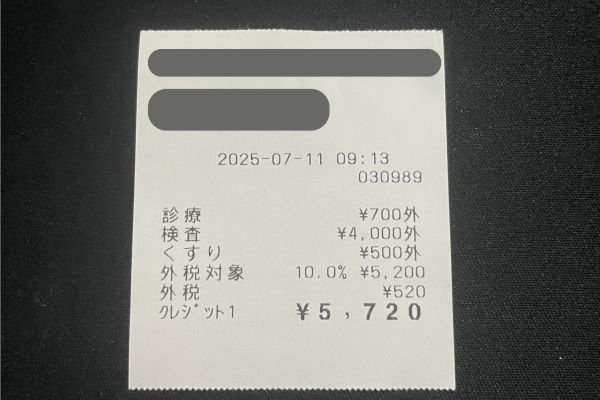 2025-07-11 09:13
030989
診療 ¥700外
検査 ¥4,000外
くすり ¥500外
外税対象 10.0% ¥5,200
外税 ¥520
ｸﾚｼﾞｯﾄ1 ¥5,720